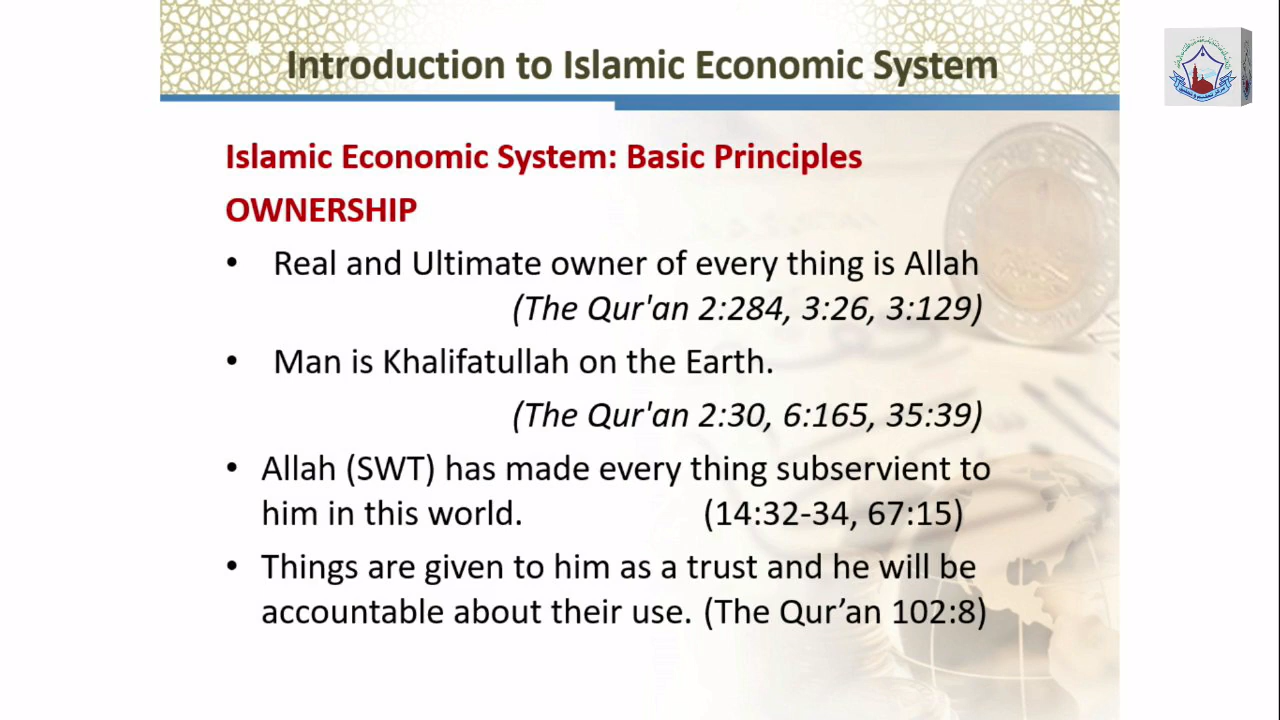 Introduction to Islamic Economic System
Islamic Economic System: Basic Principles
OWNERSHIP
• Real and Ultimate owner of every thing is Allah
(The Qur'an 2:284, 3:26, 3:129)
• Man is Khalifatullah on the Earth.
(The Qur'an 2:30, 6:165, 35:39)
• Allah (SWT) has made every thing subservient to
him in this world. (14:32-34, 67:15)
• Things are given to him as a trust and he will be
accountable about their use. (The Qur’an 102:8)